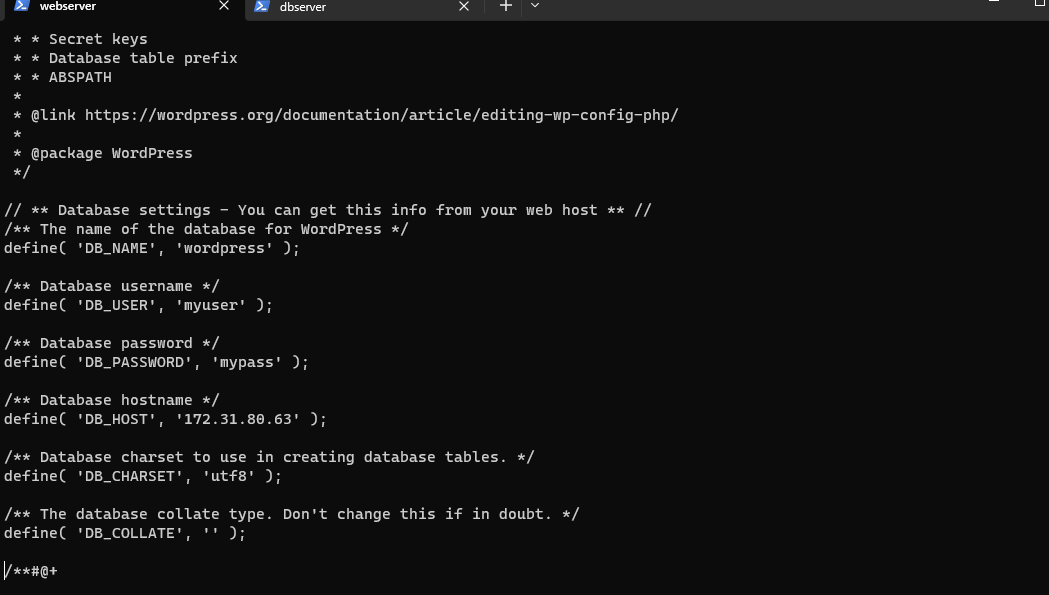 webserver
dbserver
* * Secret keys
* * Database table prefix
* * ABSPATH
*
* @link https://wordpress.org/documentation/article/editing-wp-config-php/
*
* @package WordPress
*/
// ** Database settings - You can get this info from your web host ** //
/** The name of the database for WordPress */
define( 'DB_NAME', 'wordpress' );
/** Database username */
define( 'DB_USER', 'myuser' );
/** Database password */
define( 'DB_PASSWORD', 'mypass' );
/** Database hostname */
define( 'DB_HOST', '172.31.80.63' );
/** Database charset to use in creating database tables. */
define( 'DB_CHARSET', 'utf8' );
/** The database collate type. Don't change this if in doubt. */
define( 'DB_COLLATE', '' );
/**#@+